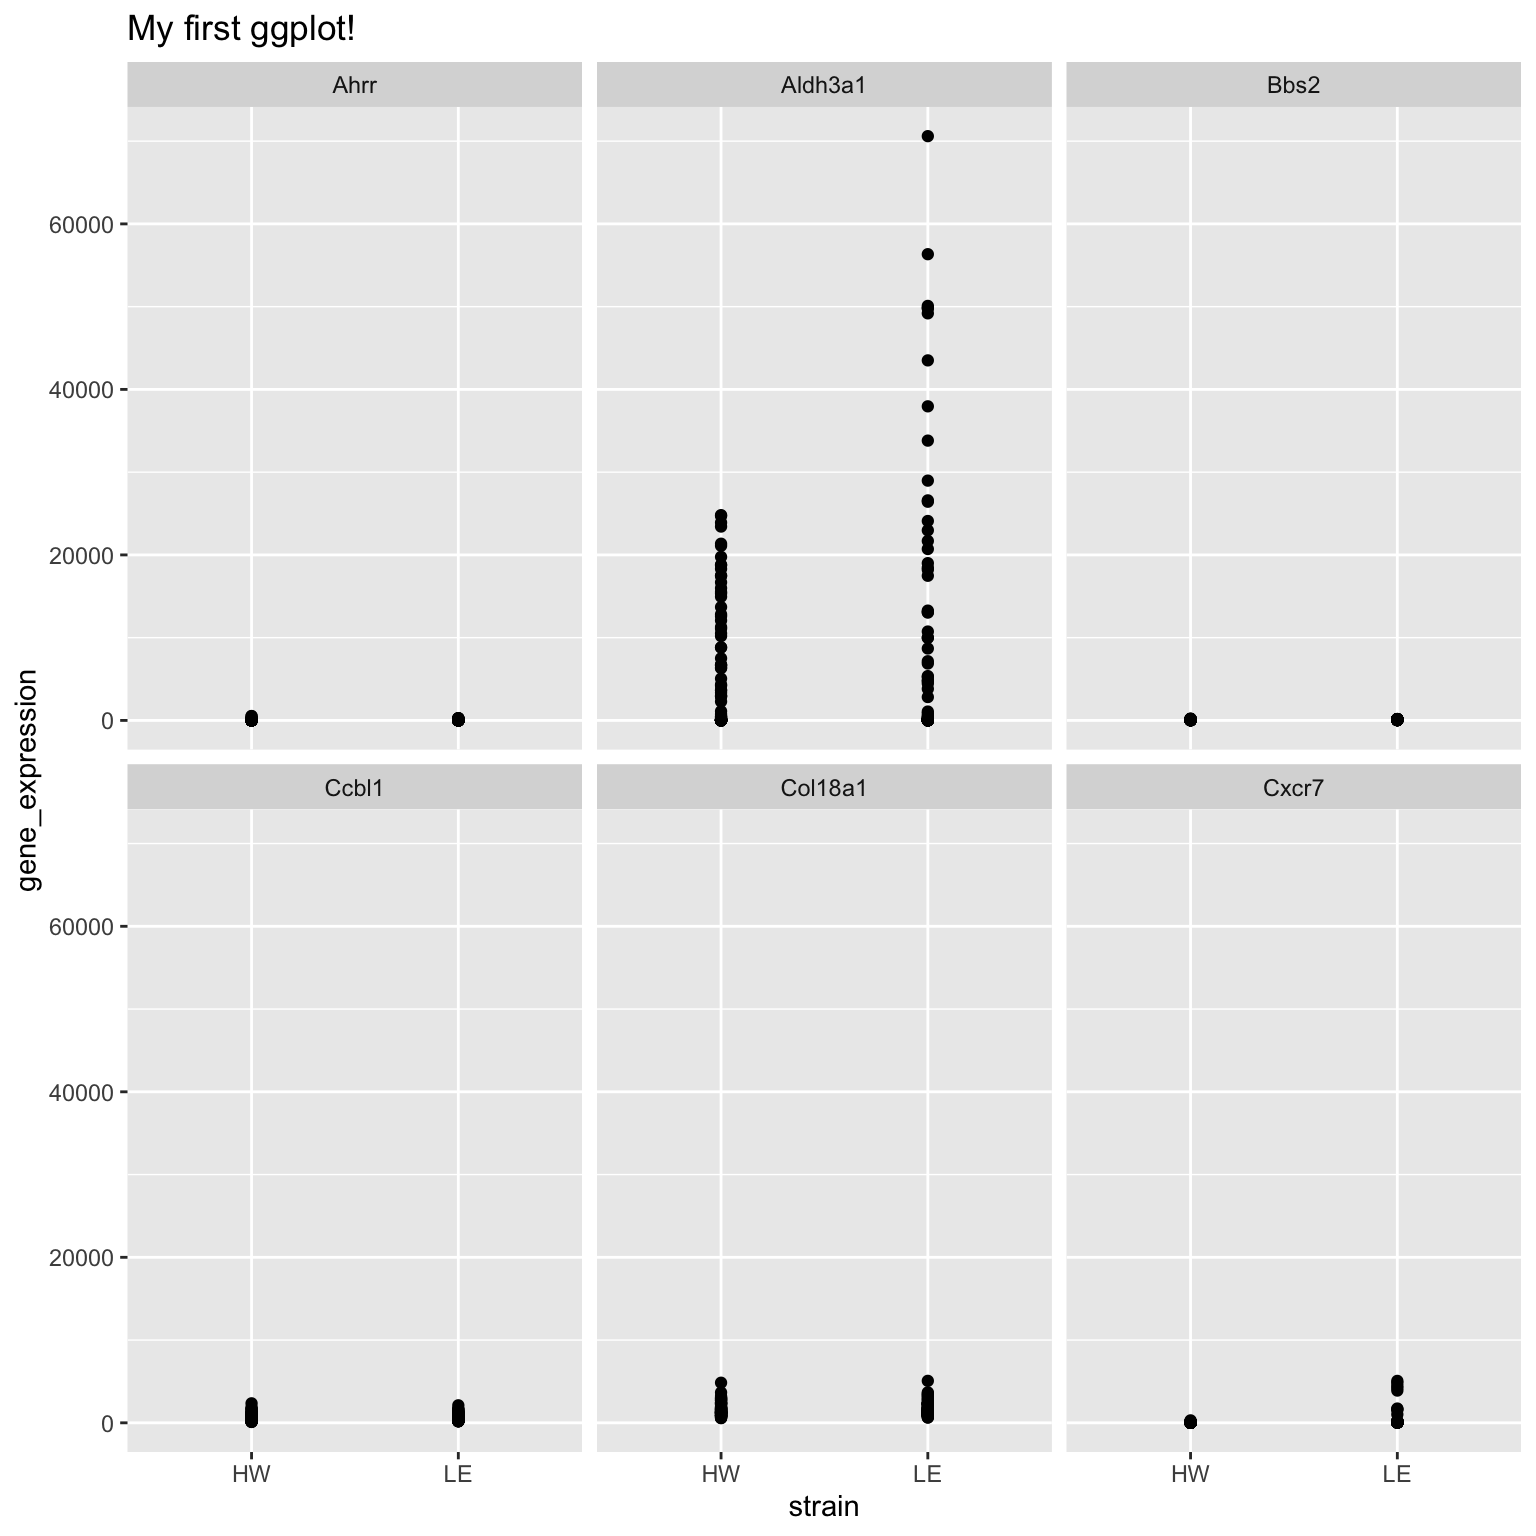 My first ggplot!
Ahrr
Aldh3a1
Bbs2
60000
40000
20000
0
gene_expression
Ccbl1
Col18a1
Cxcr7
60000
40000
20000
0
HW LE HW LE HW LE
strain